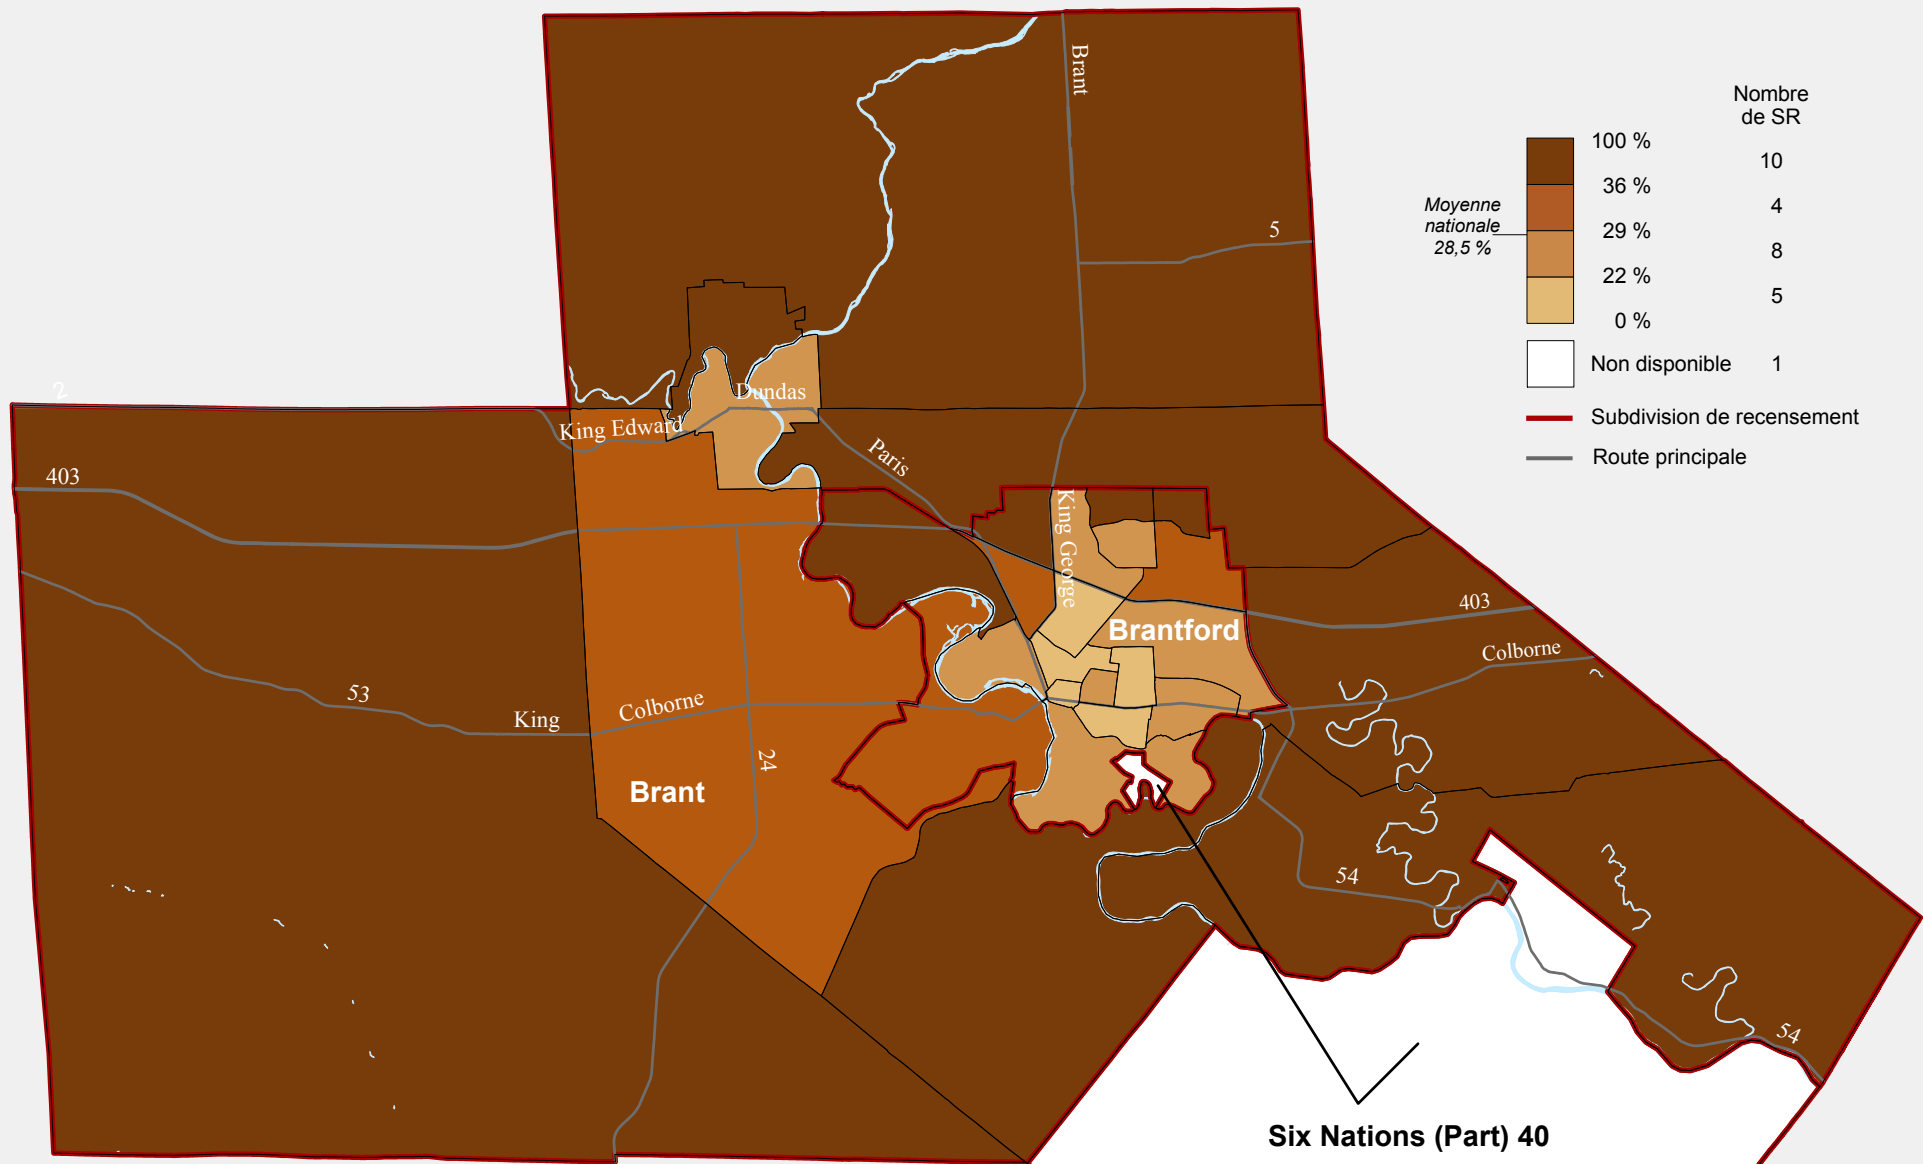 Brant
Nombre
de SR
100 %
10
36 %
4
Moyenne
nationale
28,5 %
29 %
8
22 %
5
0 %
Non disponible 1
Subdivision de recensement
Route principale
5
2
Dundas
King Edward
Paris
403
King George
403
Brantford
Colborne
53
King
Colborne
24
Brant
54
54
Six Nations (Part) 40